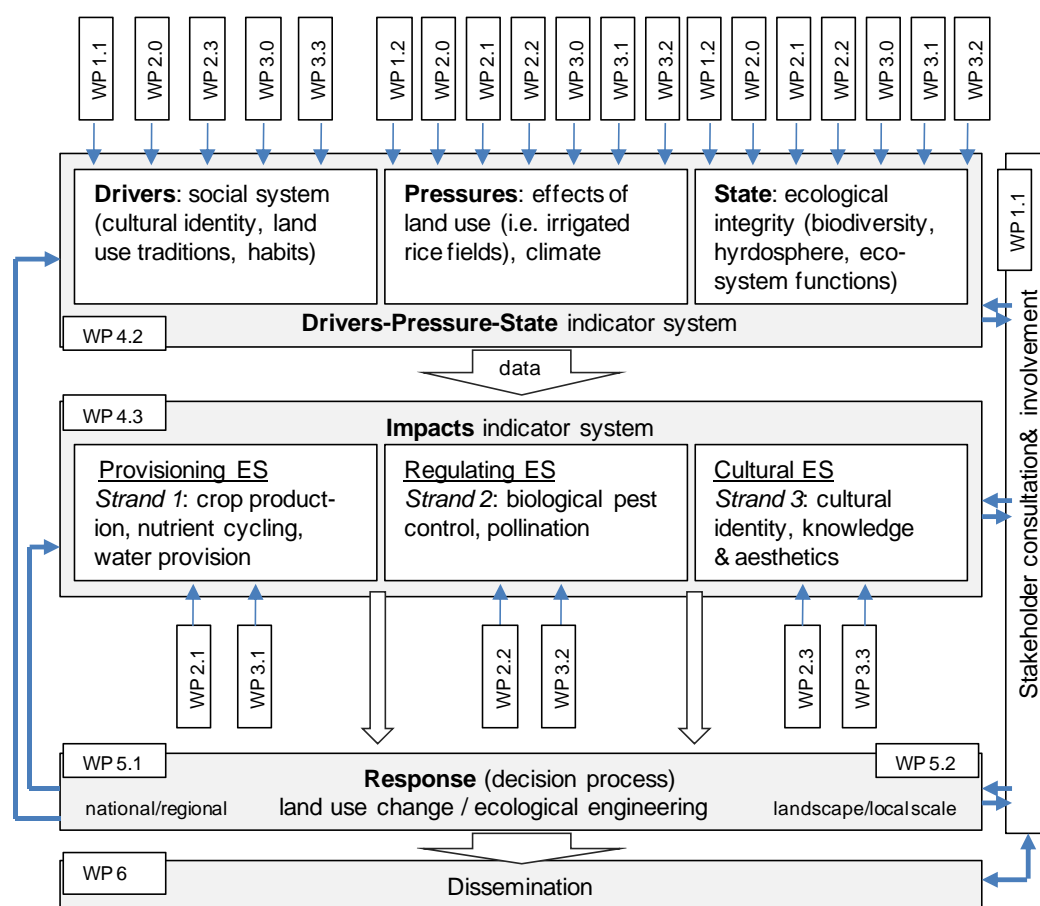 WP 1.1
WP 2.0
WP 2.3
WP 3.0
WP 3.3
WP 1.2
WP 2.0
WP 2.1
WP 2.2
WP 3.0
WP 3.1
WP 3.2
WP 1.2
WP 2.0
WP 2.1
WP 2.2
WP 3.0
WP 3.1
WP 3.2
Drivers: social system
(cultural identity, land
use traditions, habits)
Pressures: effects of
land use (i.e. irrigated
rice fields), climate
State: ecological
integrity (biodiversity,
hyrdosphere, eco-
system functions)
WP 4.2
Drivers-Pressure-State indicator system
data
WP 4.3
Impacts indicator system
Provisioning ES
Strand 1: crop product-
ion, nutrient cycling,
water provision
Regulating ES
Strand 2: biological pest
control, pollination
Cultural ES
Strand 3: cultural
identity, knowledge
& aesthetics
WP 2.1
WP 3.1
WP 2.2
WP 3.2
WP 2.3
WP 3.3
WP 5.1
WP 5.2
Response (decision process)
national/regional
land use change / ecological engineering
landscape/local scale
WP 6
Dissemination
WP 1.1
Stakeholder consultation& involvement